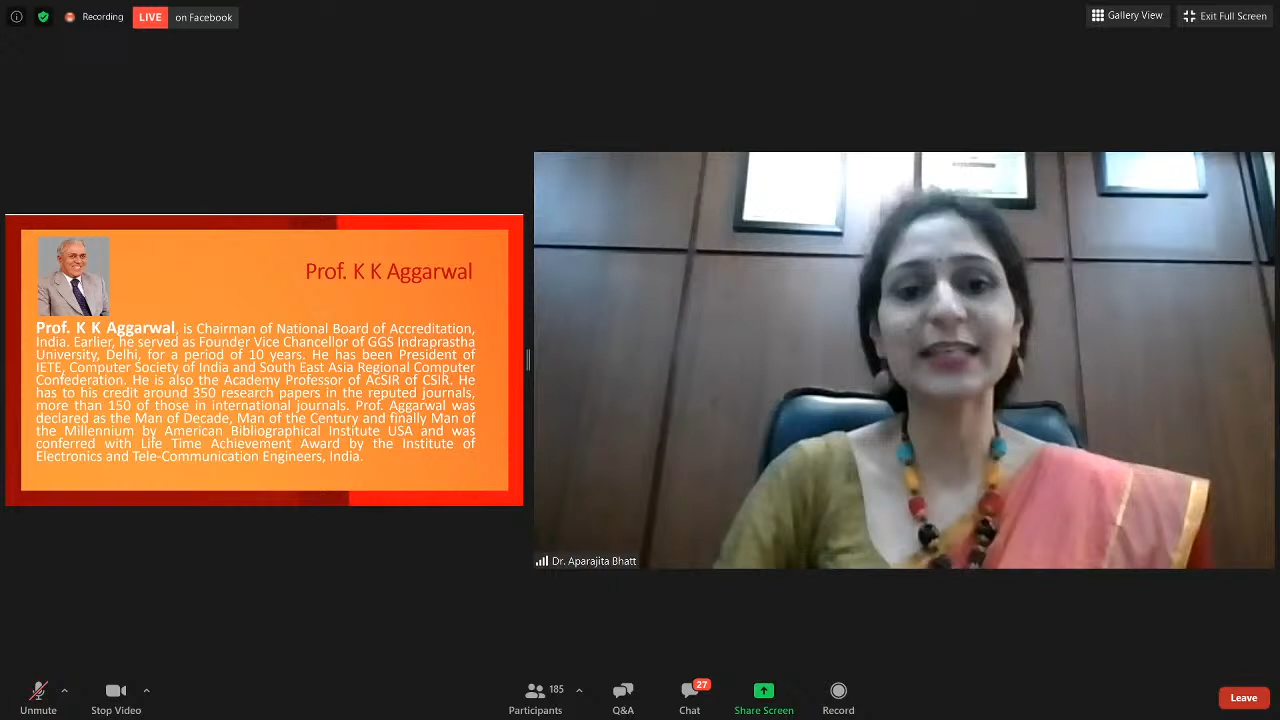 Recording
LIVE on Facebook
Gallery View
Exit Full Screen
Prof. K K Aggarwal
Prof. K K Aggarwal, is Chairman of National Board of Accreditation,
India. Earlier, he served as Founder Vice Chancellor of GGS Indraprastha
University, Delhi, for a period of 10 years. He has been President of
IETE, Computer Society of India and South East Asia Regional Computer
Confederation. He is also the Academy Professor of AcSIR of CSIR. He
has to his credit around 350 research papers in the reputed journals,
more than 150 of those in international journals. Prof. Aggarwal was
declared as the Man of Decade, Man of the Century and finally Man of
the Millennium by American Bibliographical Institute USA and was
conferred with Life Time Achievement Award by the Institute of
Electronics and Tele-Communication Engineers, India.
Dr. Aparajita Bhatt
Unmute
Stop Video
185
Participants
Q&A
27
Chat
Share Screen
Record
Leave